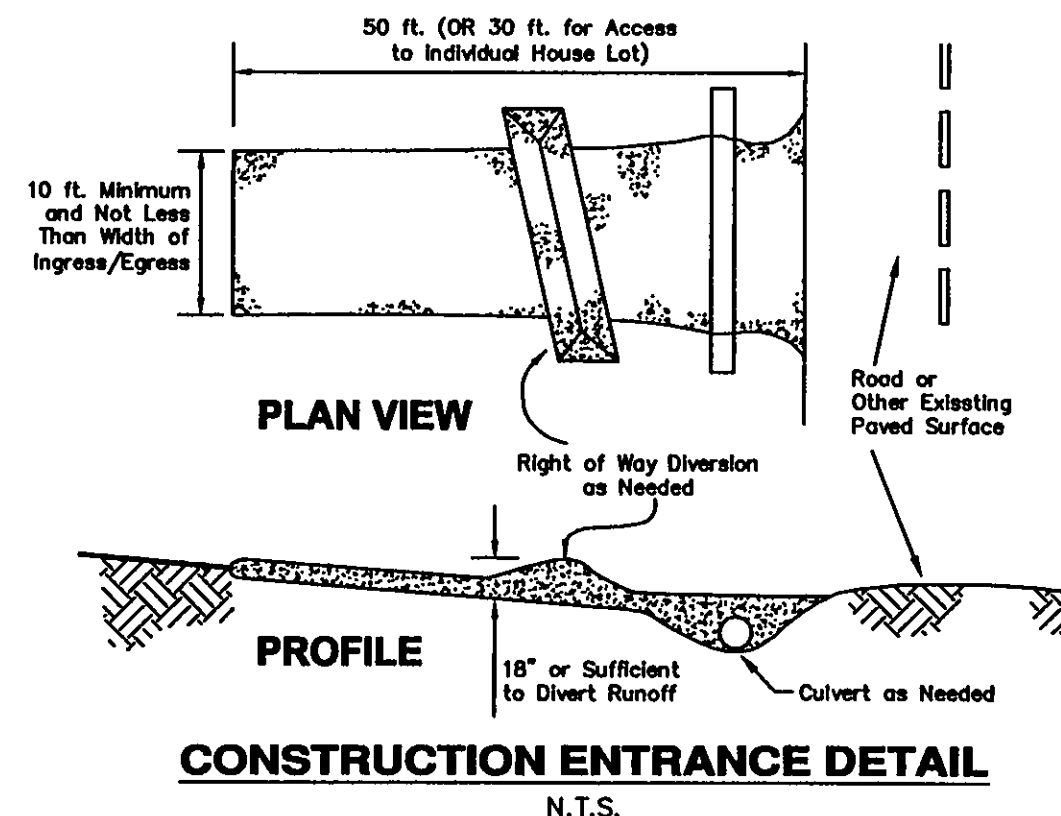 50 ft. (OR 30 ft. for Access
to Individual House Lot)
10 ft. Minimum
and Not Less
Than Width of
Ingress/Egress
PLAN VIEW
Road or
Other Exissting
Paved Surface
Right of Way Diversion
as Needed
PROFILE
18" or Sufficient
to Divert Runoff
Culvert as Needed
CONSTRUCTION ENTRANCE DETAIL
N.T.S.